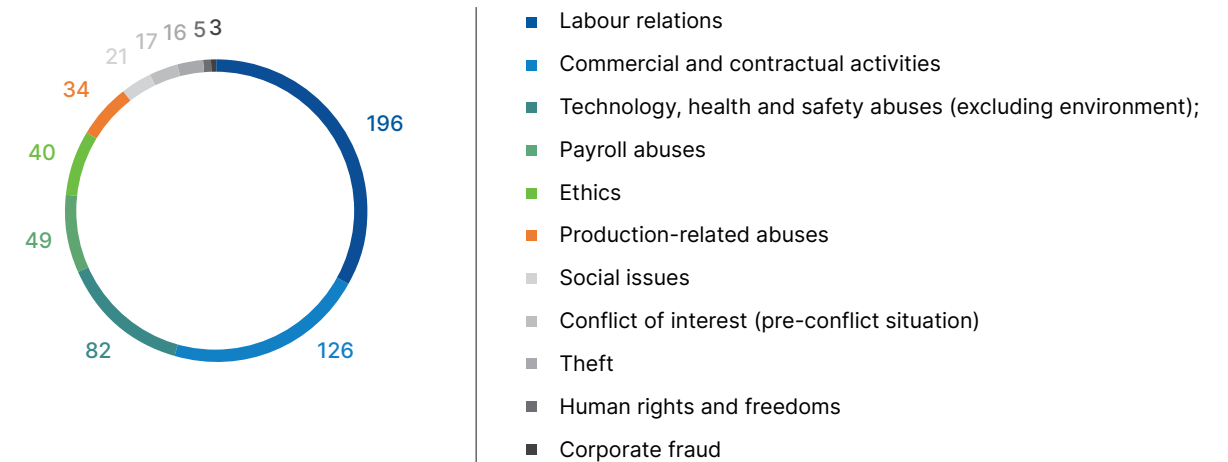 3
5
16
17
21
34
40
49
82
126
196
Labour relations
Commercial and contractual activities
Technology, health and safety abuses (excluding environment);
Payroll abuses
Ethics
Production-related abuses
Social issues
Conflict of interest (pre-conflict situation)
Theft
Human rights and freedoms
Corporate fraud